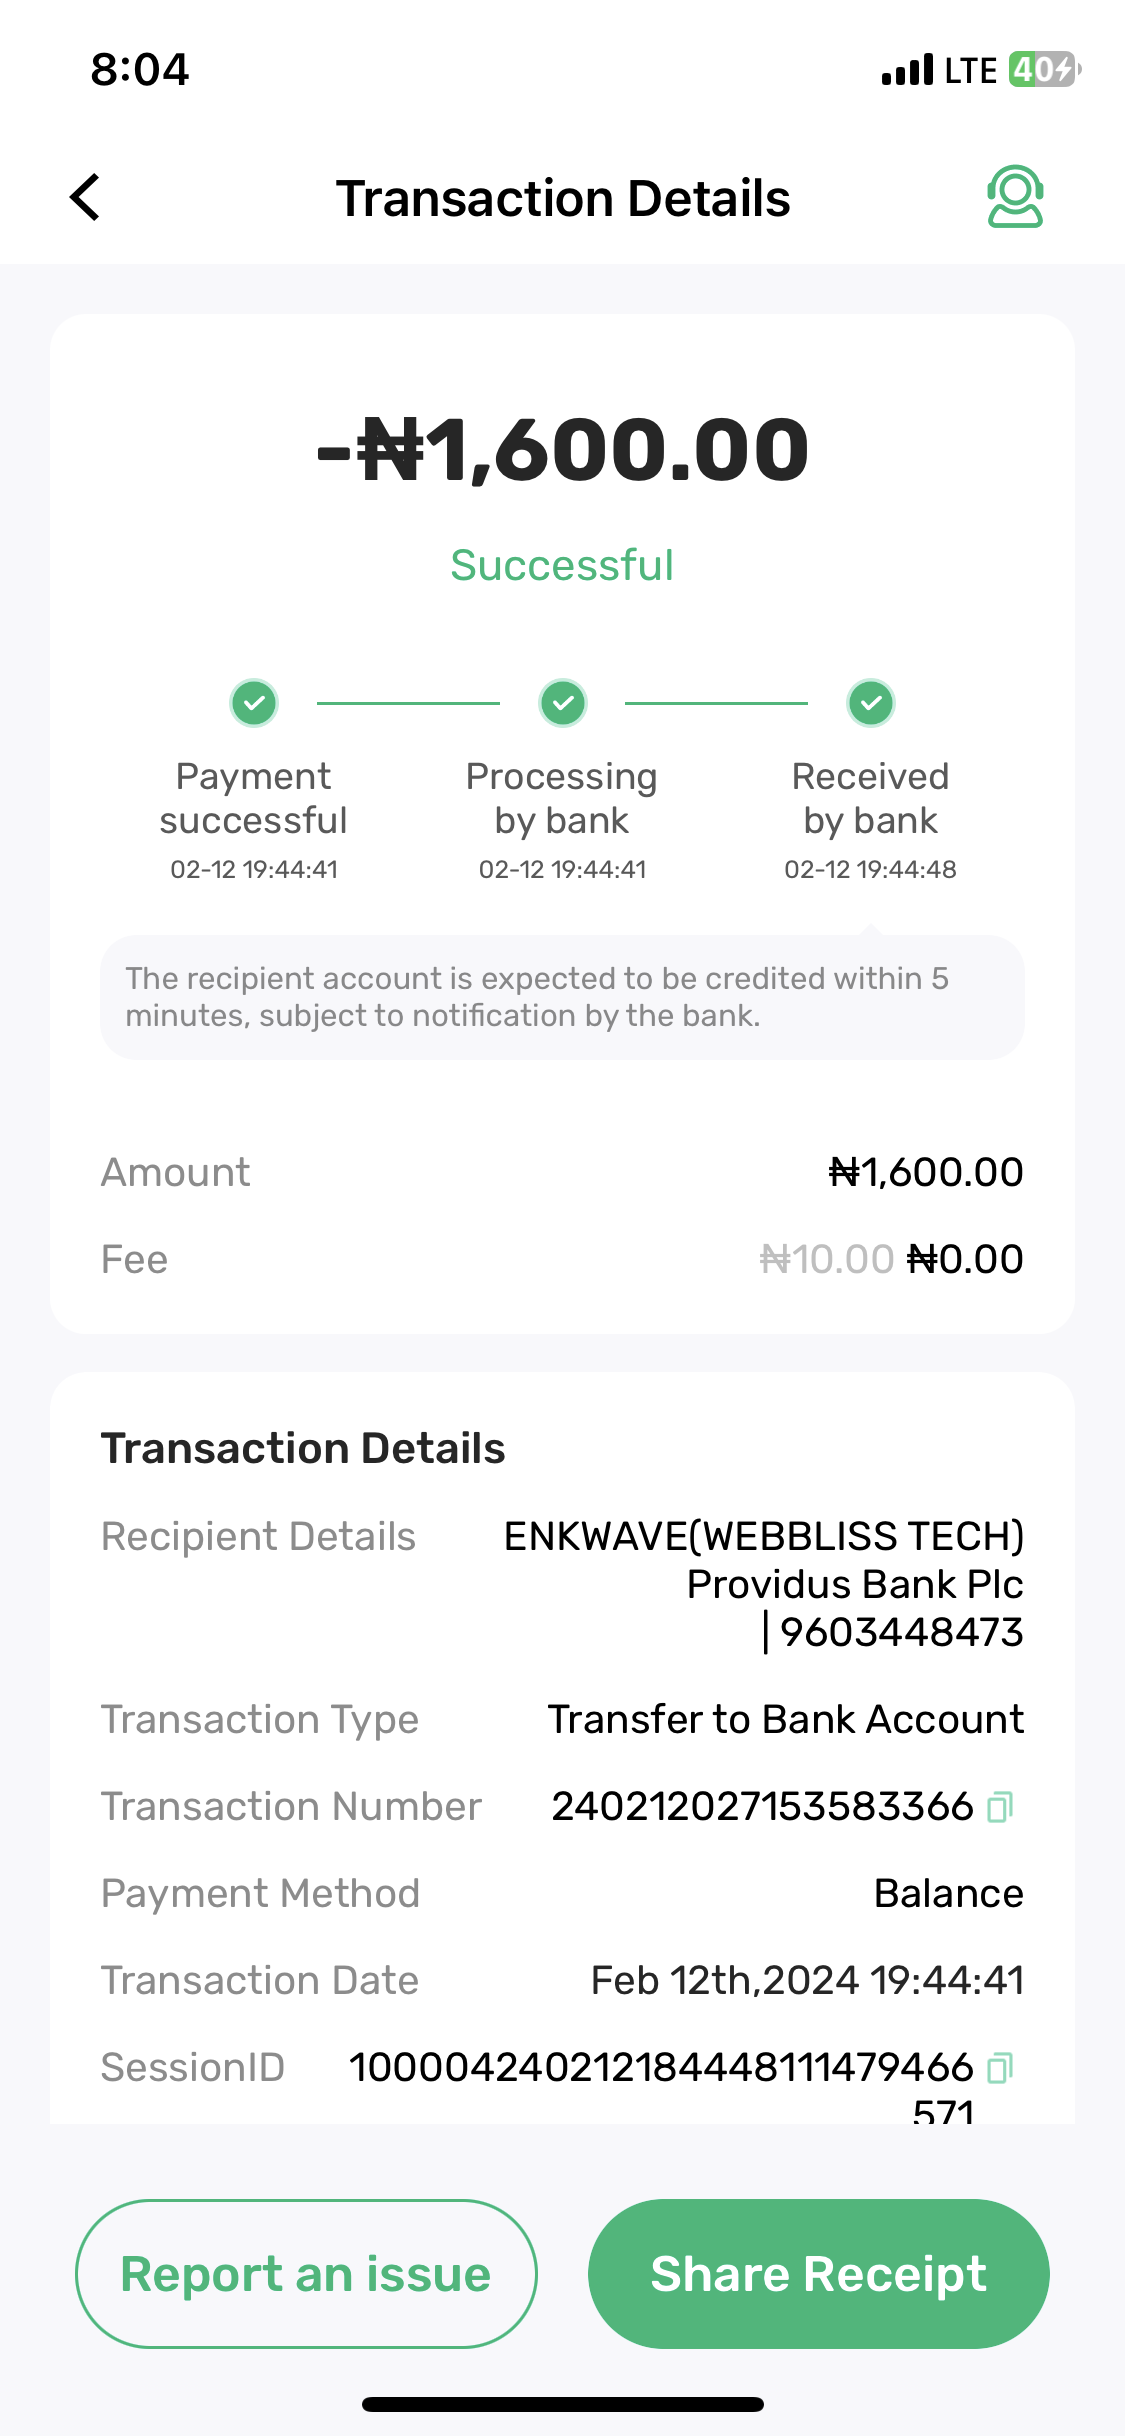 8:04
LTE 40
Transaction Details
-₦1,600.00
Successful
Payment successful
02-12 19:44:41
Processing by bank
02-12 19:44:41
Received by bank
02-12 19:44:48
The recipient account is expected to be credited within 5
minutes, subject to notification by the bank.
Amount ₦1,600.00
Fee ₦10.00 ₦0.00
Transaction Details
Recipient Details ENKWAVE(WEBBLISS TECH)
Providus Bank Plc
| 9603448473
Transaction Type Transfer to Bank Account
Transaction Number 240212027153583366
Payment Method Balance
Transaction Date Feb 12th,2024 19:44:41
SessionID 100004240212184448111479466
571
Report an issue
Share Receipt